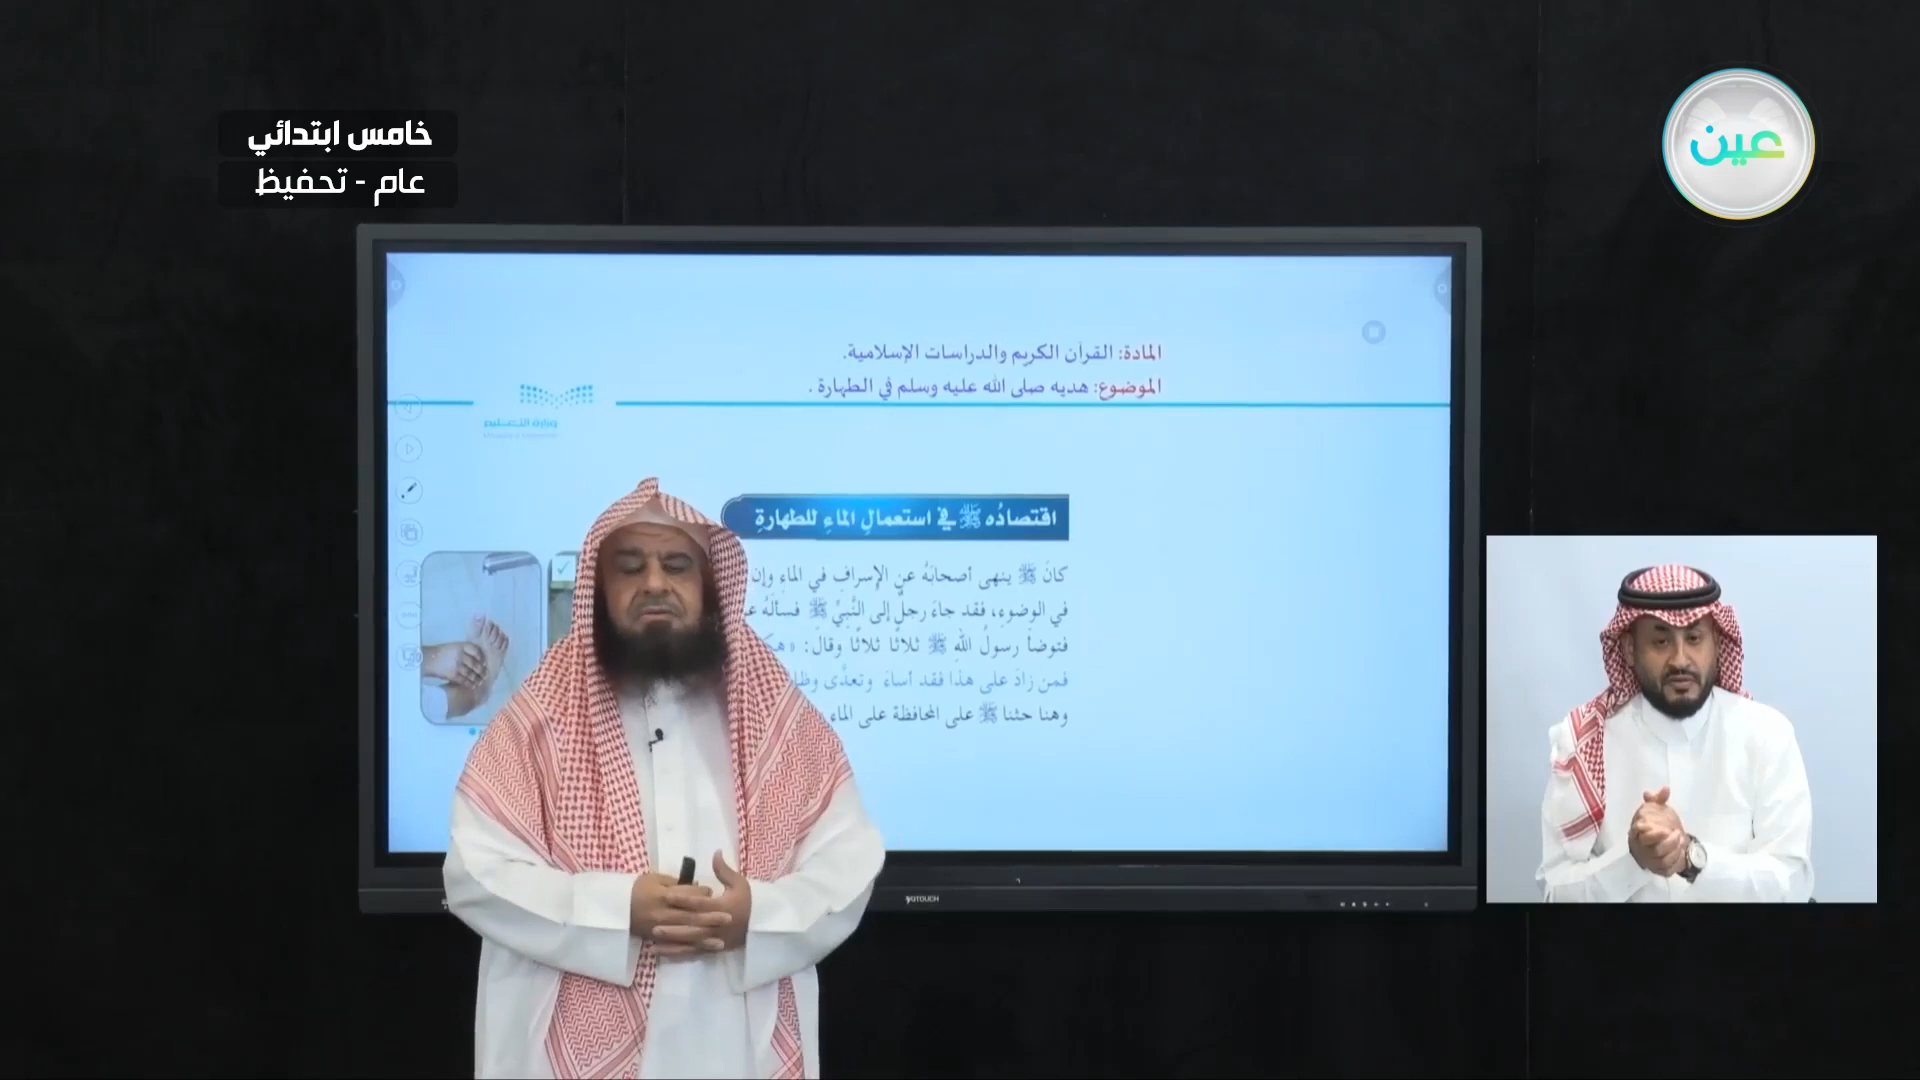 خامس ابتدائي
عام - تحفيظ
عين
المادة: القرآن الكريم والدراسات الإسلامية.
الموضوع: هديه صلى الله عليه وسلم في الطهارة .
وزارة التعليم
اقتصادُه ﷺ في استعمالِ الماءِ للطهارةِ
كانَ ﷺ ينهى أصحابَهُ عنِ الإسرافِ في الماءِ وإن
في الوضوءِ، فقد جاءَ رجلٌ إلى النَّبِيِّ ﷺ فسألَهُ
فتوضأَ رسولُ اللهِ ﷺ ثلاثًا ثلاثًا وقالَ:
فمن زادَ على هذا فقد أساءَ وتعدَّى
وهنا حثنا ﷺ على المحافظة على الماء